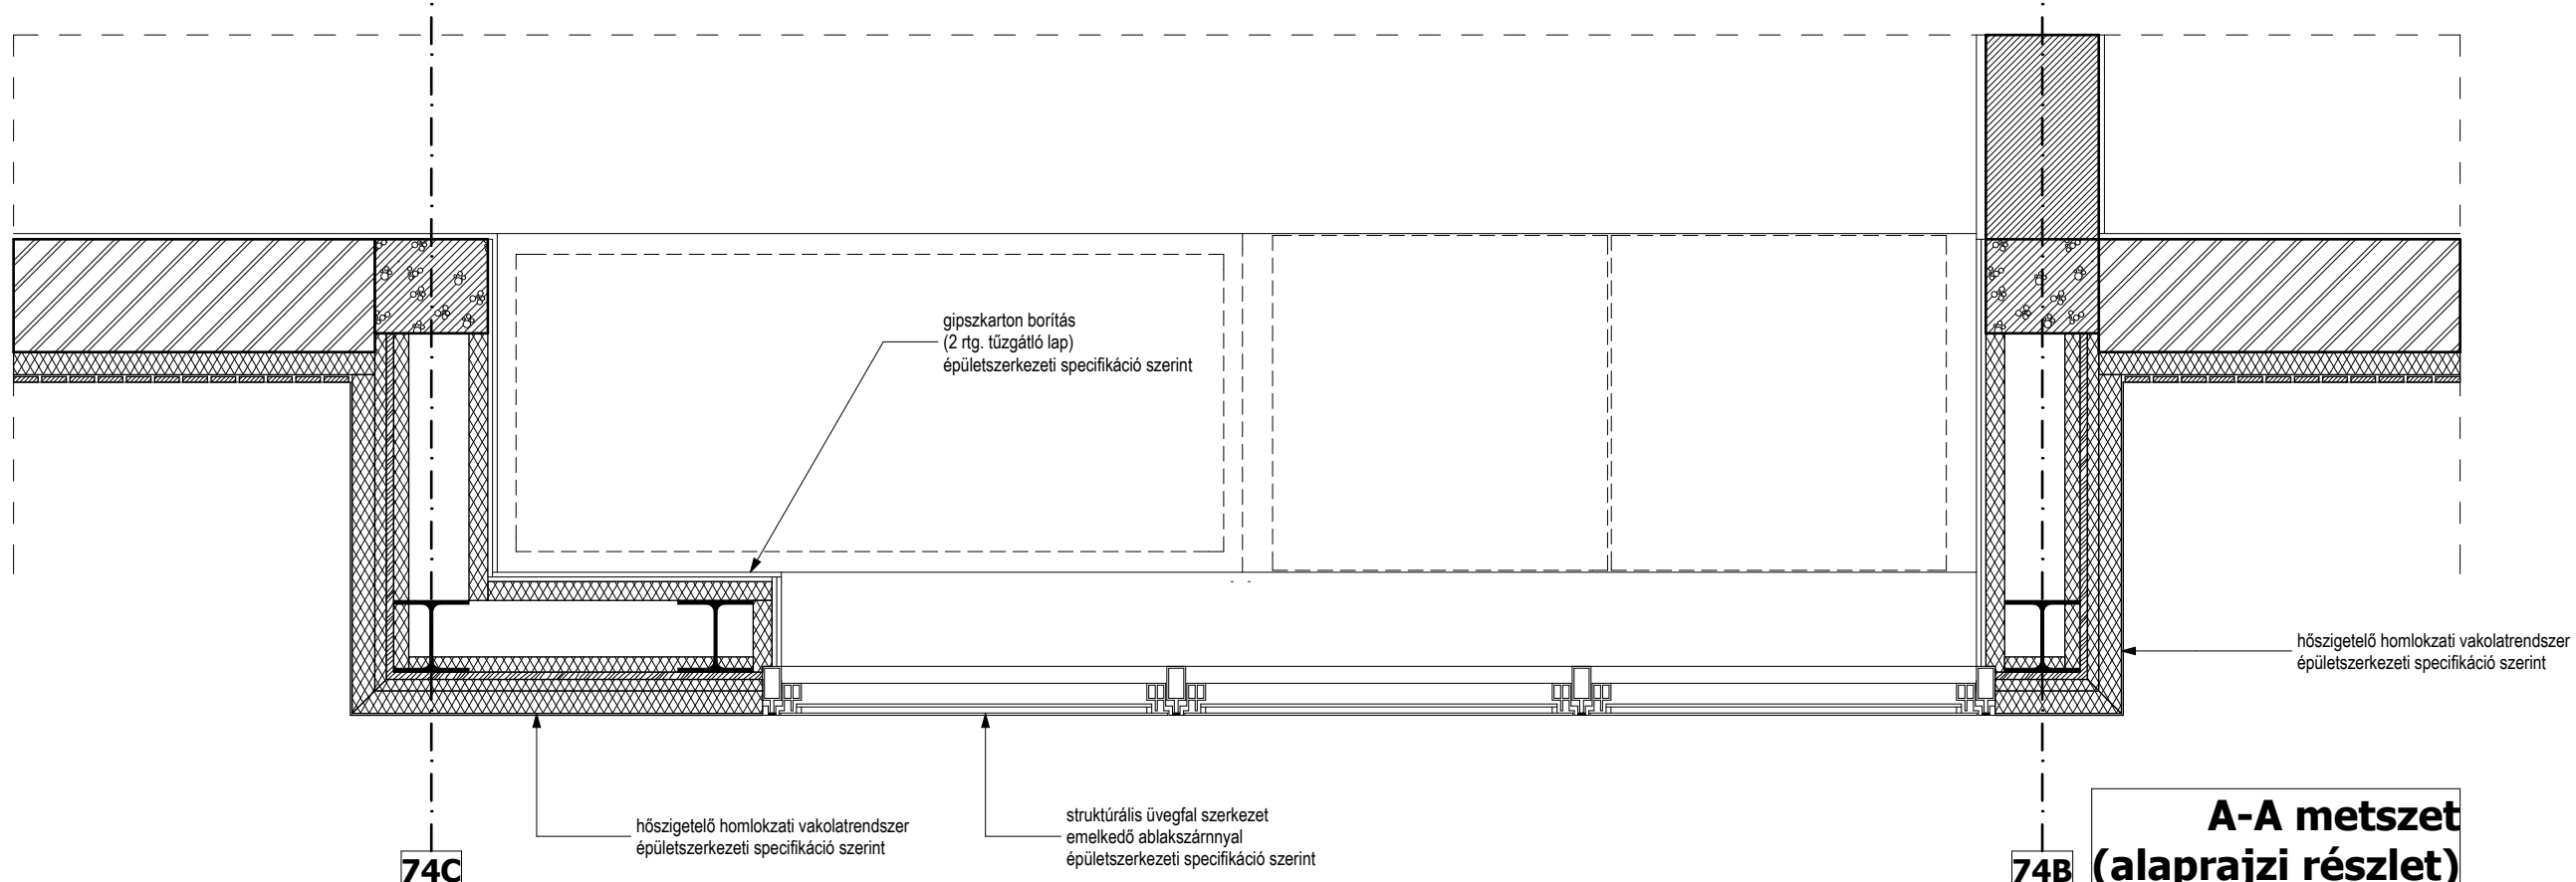 gipszkarton borítás
(2 rtg. tűzgátló lap)
épületszerkezeti specifikáció szerint
hőszigetelő homlokzati vakolatrendszer
épületszerkezeti specifikáció szerint
hőszigetelő homlokzati vakolatrendszer
épületszerkezeti specifikáció szerint
struktúrális üvegfal szerkezet
emelkedő ablakszárnnyal
épületszerkezeti specifikáció szerint
A-A metszet
(alaprajzi részlet)
74C
74B